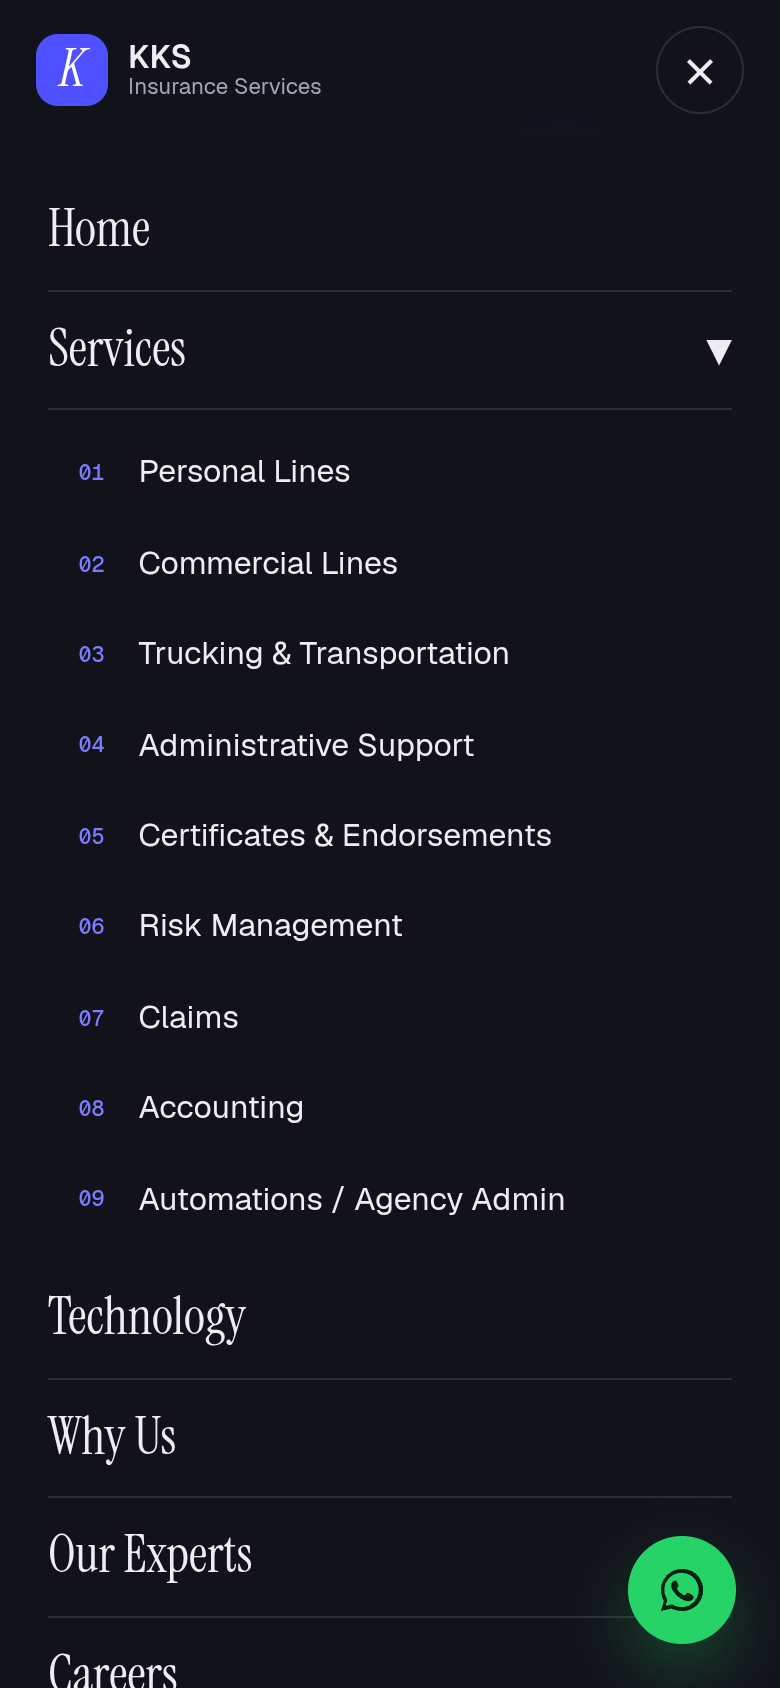 K
KKS
Insurance Services
Home
Services
01 Personal Lines
02 Commercial Lines
03 Trucking & Transportation
04 Administrative Support
05 Certificates & Endorsements
06 Risk Management
07 Claims
08 Accounting
09 Automations / Agency Admin
Technology
Why Us
Our Experts
Careers